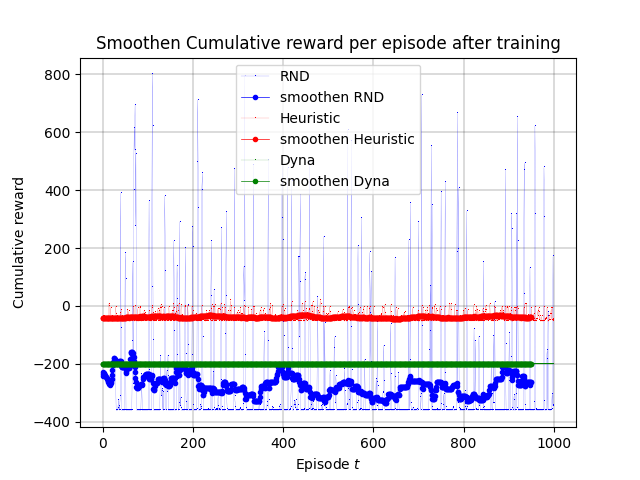 Smoothen Cumulative reward per episode after training
800
600
400
200
0
−200
−400
Cumulative reward
RND
smoothen RND
Heuristic
smoothen Heuristic
Dyna
smoothen Dyna
0 200 400 600 800 1000
Episode t